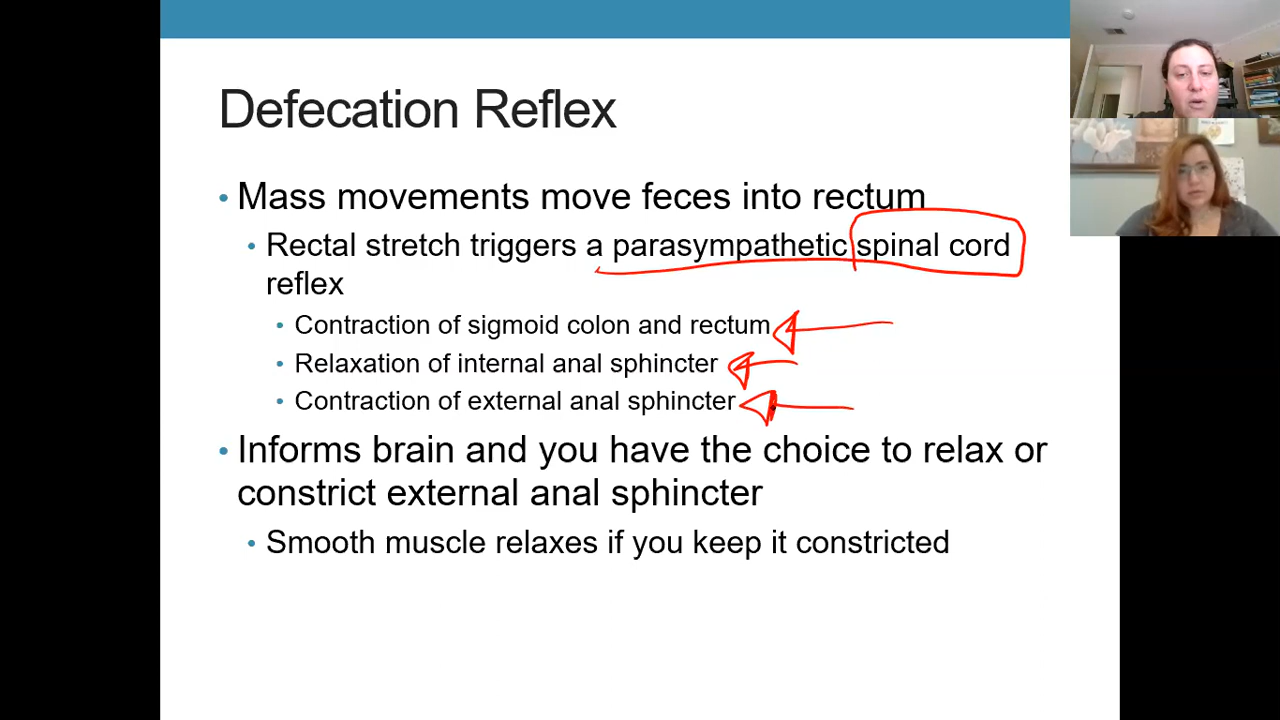 Defecation Reflex
• Mass movements move feces into rectum
• Rectal stretch triggers a parasympathetic spinal cord
reflex
• Contraction of sigmoid colon and rectum
• Relaxation of internal anal sphincter
• Contraction of external anal sphincter
• Informs brain and you have the choice to relax or
constrict external anal sphincter
• Smooth muscle relaxes if you keep it constricted